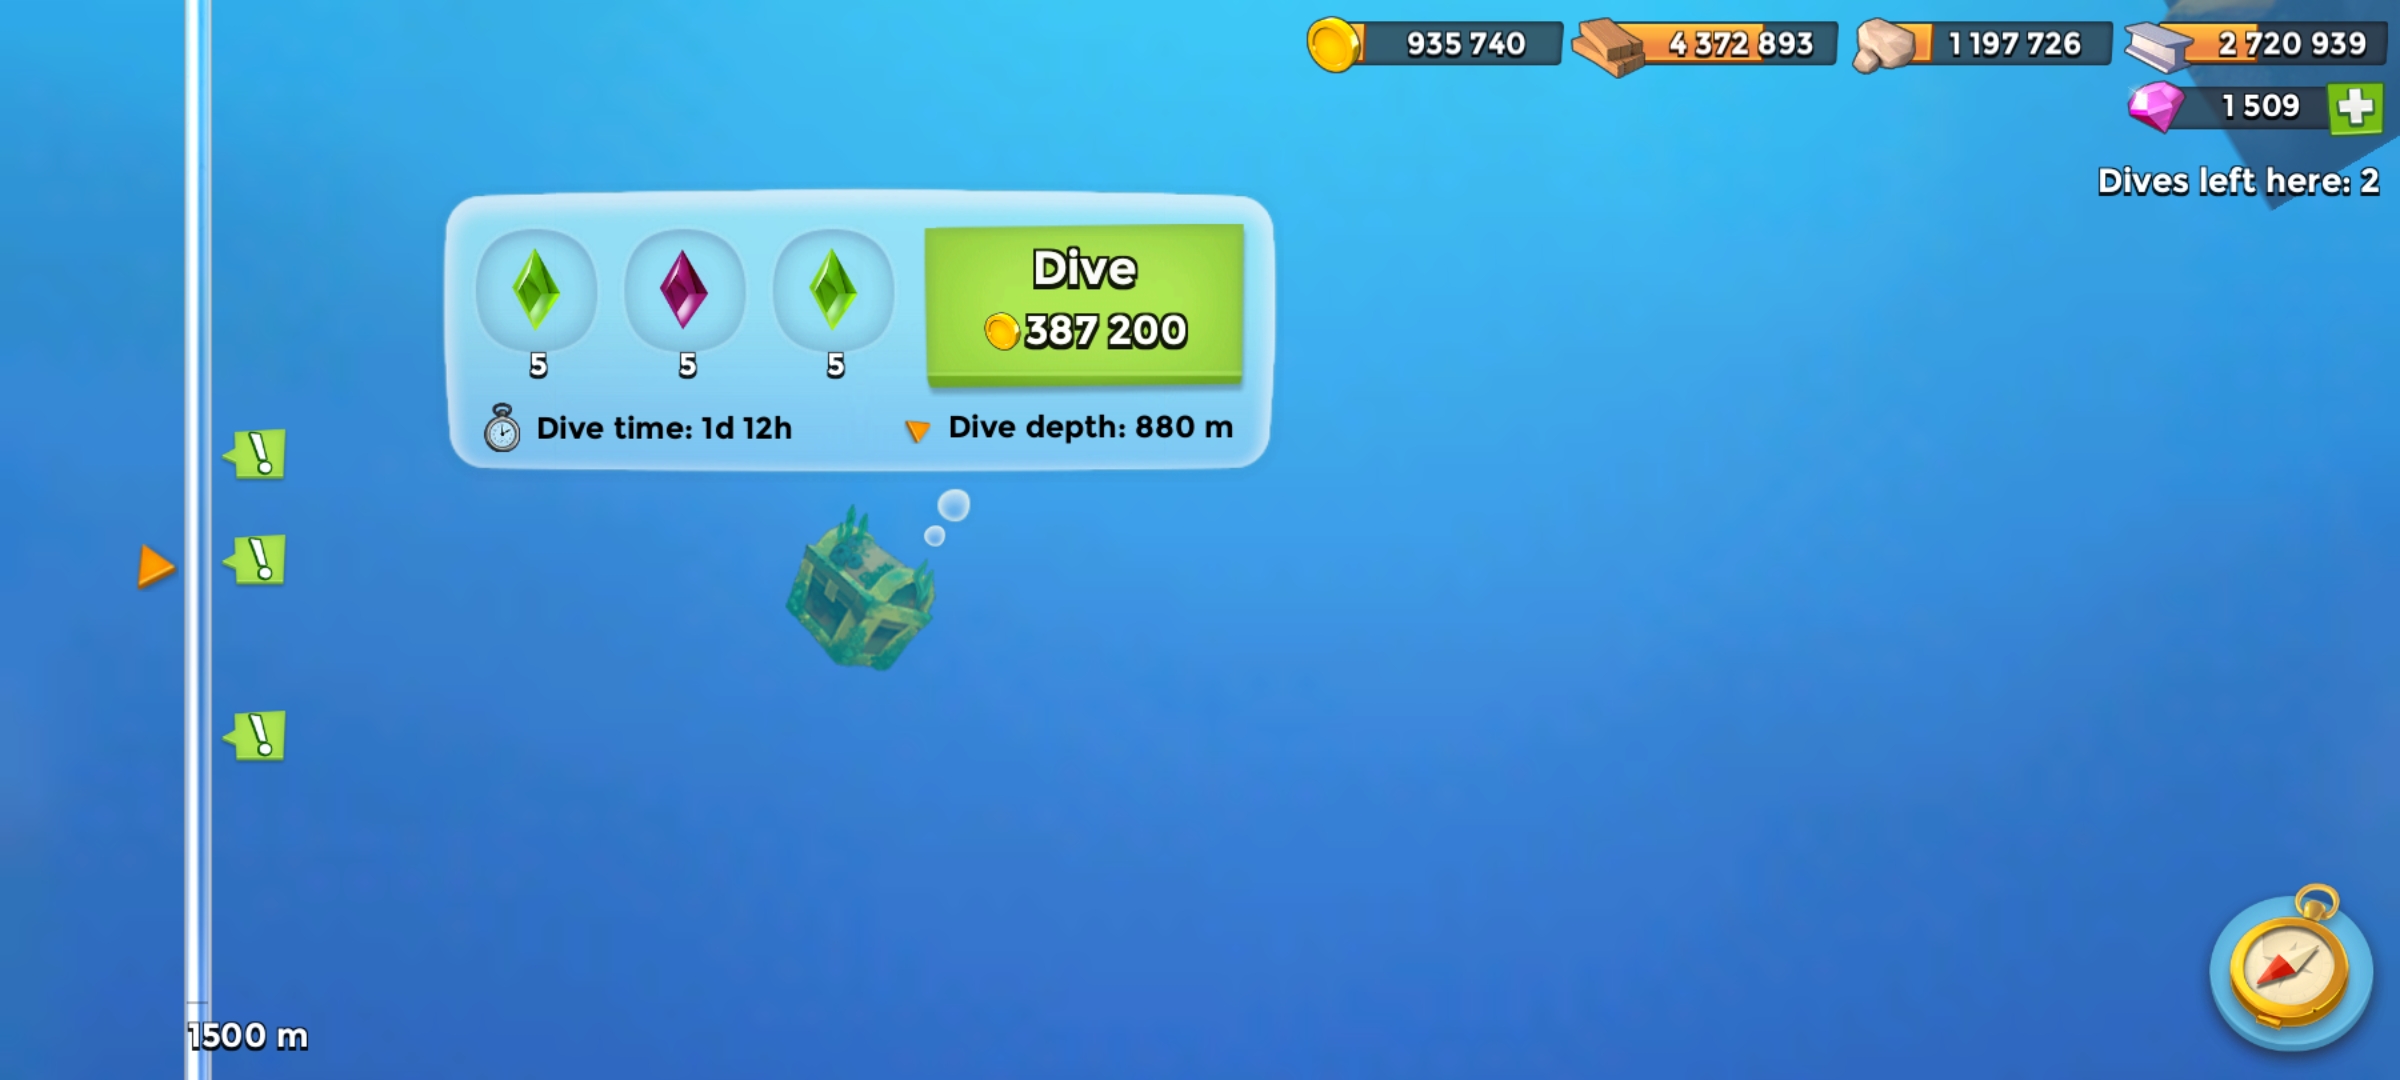 935 740
4 372 893
1 197 726
2 720 939
1 509
Dives left here: 2
Dive
387 200
5
5
5
Dive time: 1d 12h
Dive depth: 880 m
!
!
!
1500 m